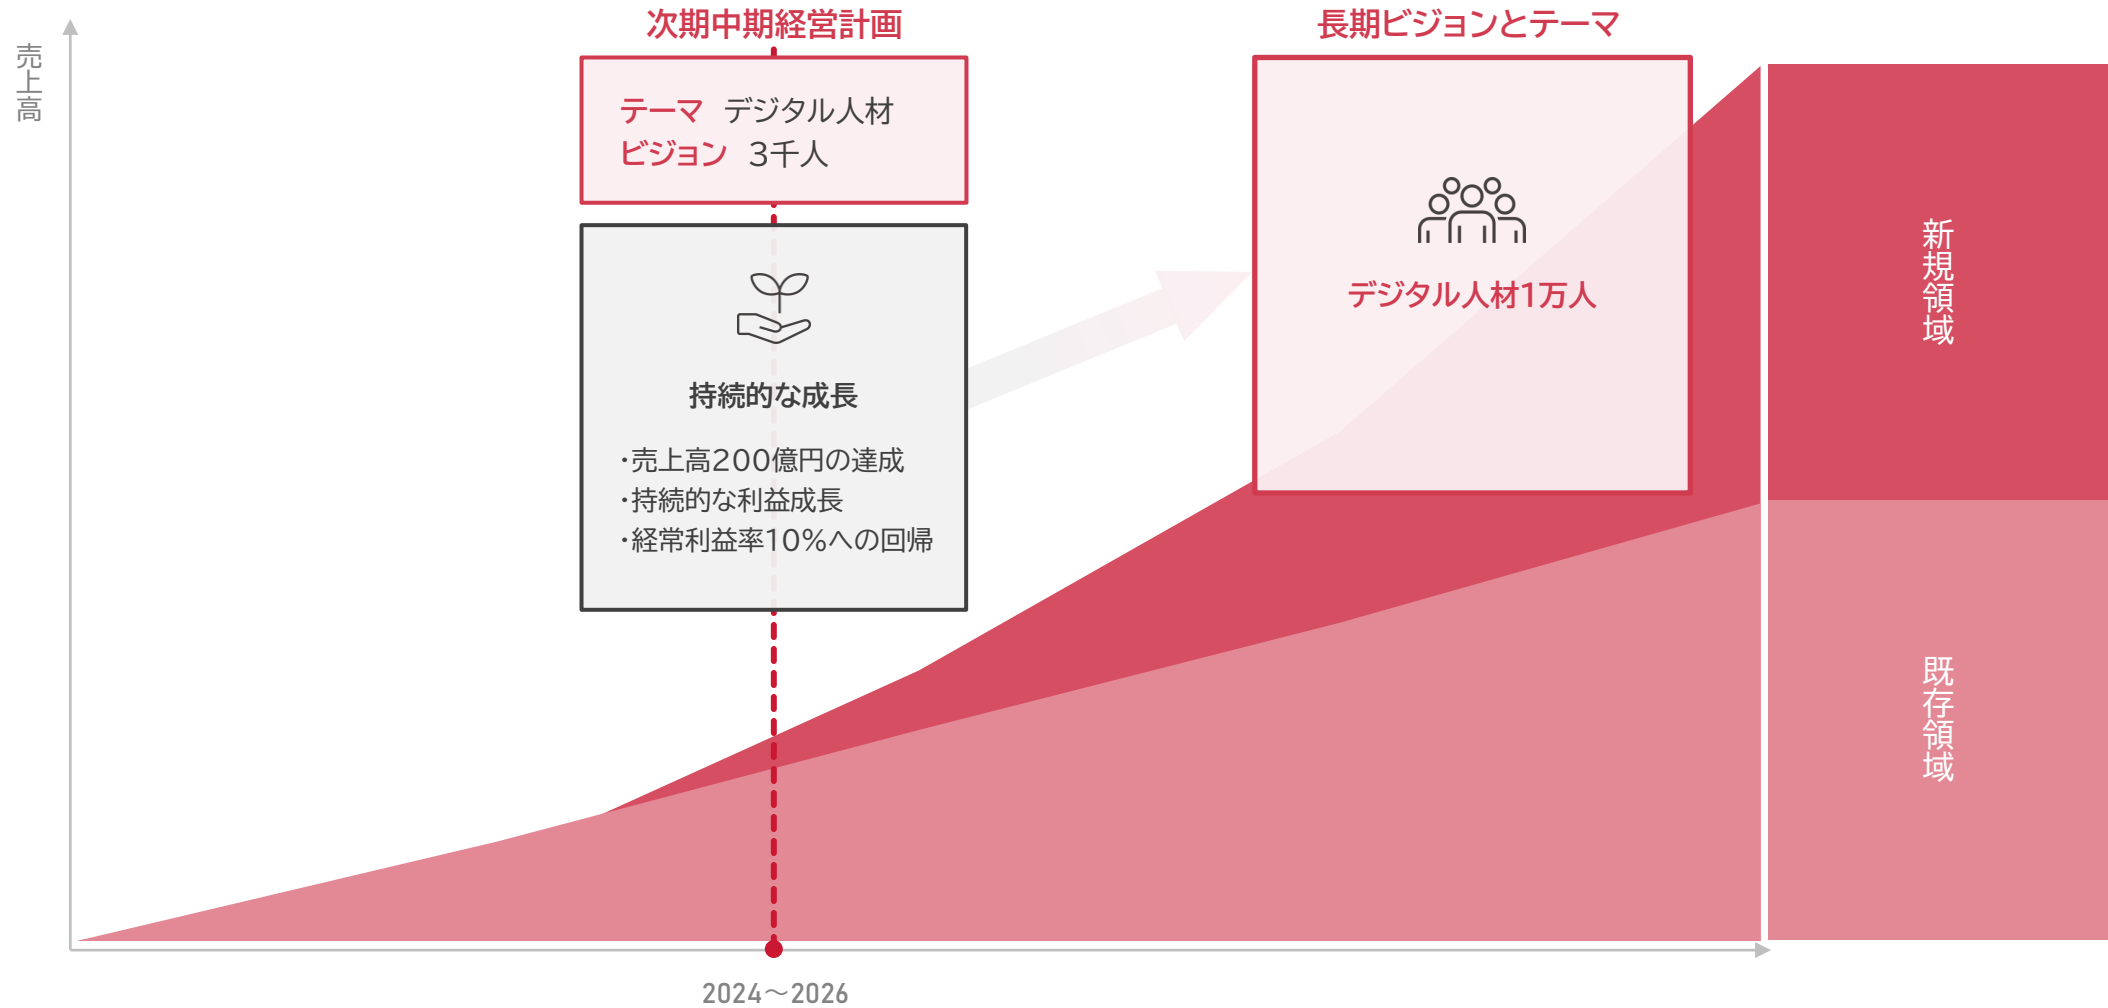 売上高
次期中期経営計画
テーマ デジタル人材
ビジョン 3千人
持続的な成長
・売上高200億円の達成
・持続的な利益成長
・経常利益率10%への回帰
長期ビジョンとテーマ
デジタル人材1万人
新規領域
既存領域
2024～2026